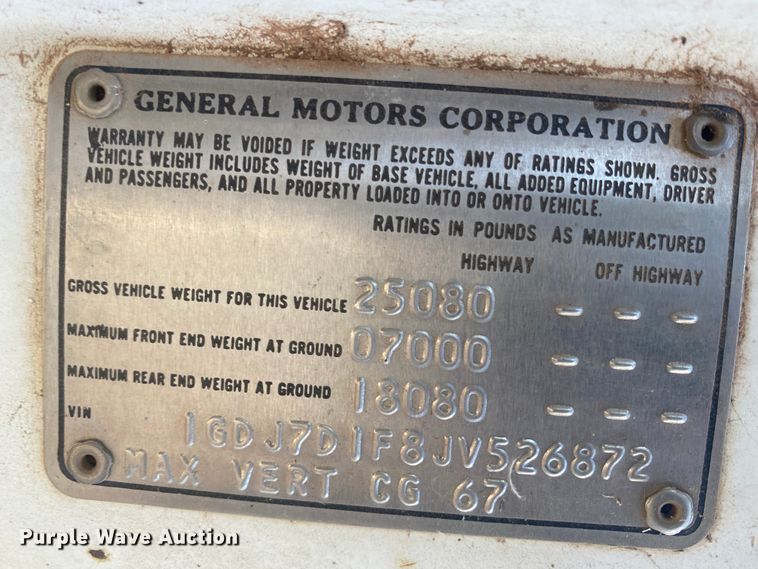 GENERAL MOTORS CORPORATION
WARRANTY MAY BE VOIDED IF WEIGHT EXCEEDS ANY OF RATINGS SHOWN. GROSS
VEHICLE WEIGHT INCLUDES WEIGHT OF BASE VEHICLE, ALL ADDED EQUIPMENT, DRIVER
AND PASSENGERS, AND ALL PROPERTY LOADED INTO OR ONTO VEHICLE.
RATINGS IN POUNDS AS MANUFACTURED
HIGHWAY OFF HIGHWAY
GROSS VEHICLE WEIGHT FOR THIS VEHICLE 25080 - - -
MAXIMUM FRONT END WEIGHT AT GROUND 07000 - - -
MAXIMUM REAR END WEIGHT AT GROUND 18080 - - -
VIN 1GDJ7D1F8JV526872
MAX VERT CG 67
Purple Wave Auction